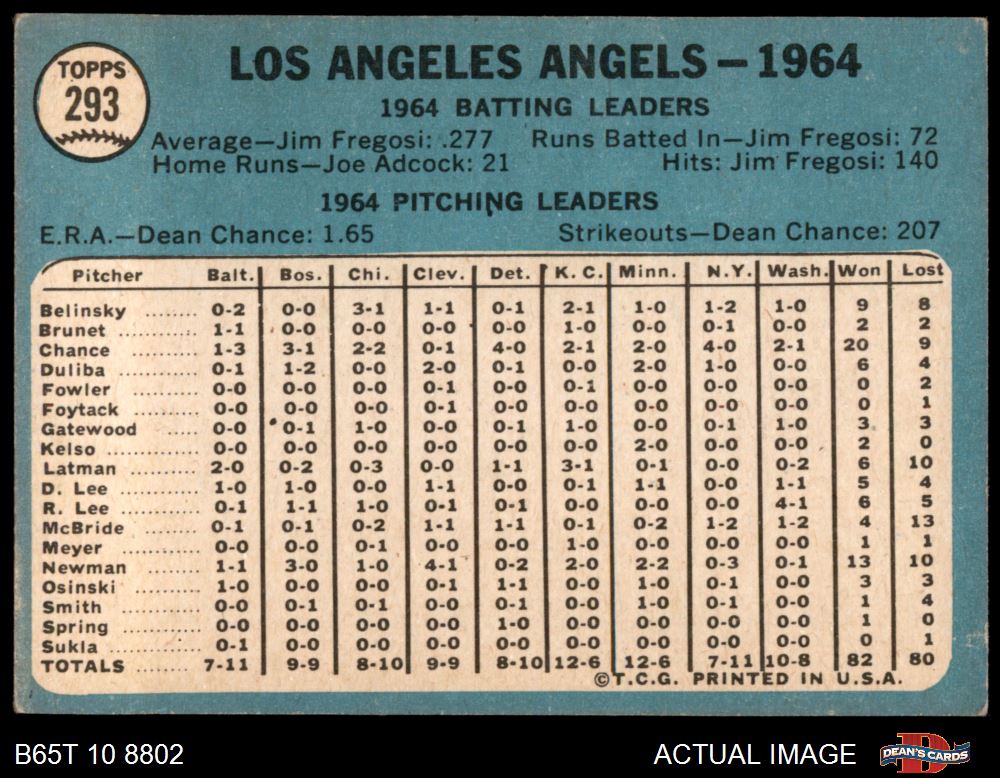 TOPPS
293
LOS ANGELES ANGELS—1964
1964 BATTING LEADERS
Average—Jim Fregosi: .277 Runs Batted In—Jim Fregosi: 72
Home Runs—Joe Adcock: 21 Hits: Jim Fregosi: 140
1964 PITCHING LEADERS
E.R.A.—Dean Chance: 1.65 Strikeouts—Dean Chance: 207
Pitcher Balt. Bos. Chi. Clev. Det. K. C. Minn. N.Y. Wash. Won Lost
Belinsky ........ 0-2 0-0 3-1 1-1 0-1 2-1 1-0 1-2 1-0 9 8
Brunet ............ 1-1 0-0 0-0 0-0 0-0 1-0 0-0 0-1 0-0 2 2
Chance ............ 1-3 3-1 2-2 0-1 4-0 2-1 2-0 4-0 2-1 20 9
Duliba ............ 0-1 1-2 0-0 2-0 0-1 0-0 2-0 1-0 0-0 6 4
Fowler ............ 0-0 0-0 0-0 0-1 0-0 0-1 0-0 0-0 0-0 0 2
Foytack .......... 0-0 0-0 0-0 0-1 0-0 0-0 0-0 0-0 0-0 0 1
Gatewood ..... 0-0 0-1 1-0 0-0 0-0 1-0 0-0 0-1 1-0 3 3
Kelso .............. 0-0 0-0 0-0 0-0 0-0 0-0 2-0 0-0 0-0 2 0
Latman .......... 2-0 0-2 0-3 0-0 1-1 3-1 0-1 0-0 0-2 6 10
D. Lee ............ 1-0 1-0 0-0 1-1 0-0 0-1 1-1 0-0 1-1 5 4
R. Lee ............ 0-1 1-1 1-0 0-1 0-0 0-0 0-0 0-0 4-1 6 5
McBride ......... 0-1 0-1 0-2 1-1 1-1 0-1 0-2 1-2 1-2 4 13
Meyer ............. 0-0 0-0 0-1 0-0 0-0 1-0 0-0 0-0 0-0 1 1
Newman ......... 1-1 3-0 1-0 4-1 0-2 2-0 2-2 0-3 0-1 13 10
Osinski ........... 1-0 0-0 0-0 0-1 1-1 0-0 1-0 0-1 0-0 3 3
Smith ............. 0-0 0-1 0-1 0-0 0-0 0-0 1-0 0-1 0-0 1 4
Spring ............ 0-0 0-0 0-0 0-0 1-0 0-0 0-0 0-0 0-0 1 0
Sukla .............. 0-1 0-0 0-0 0-0 0-0 0-0 0-0 0-0 0-0 0 1
TOTALS ......... 7-11 9-9 8-10 9-9 8-10 12-6 12-6 7-11 10-8 82 80
©T.C.G. PRINTED IN U.S.A.
B65T 10 8802 ACTUAL IMAGE DEAN'S CARDS